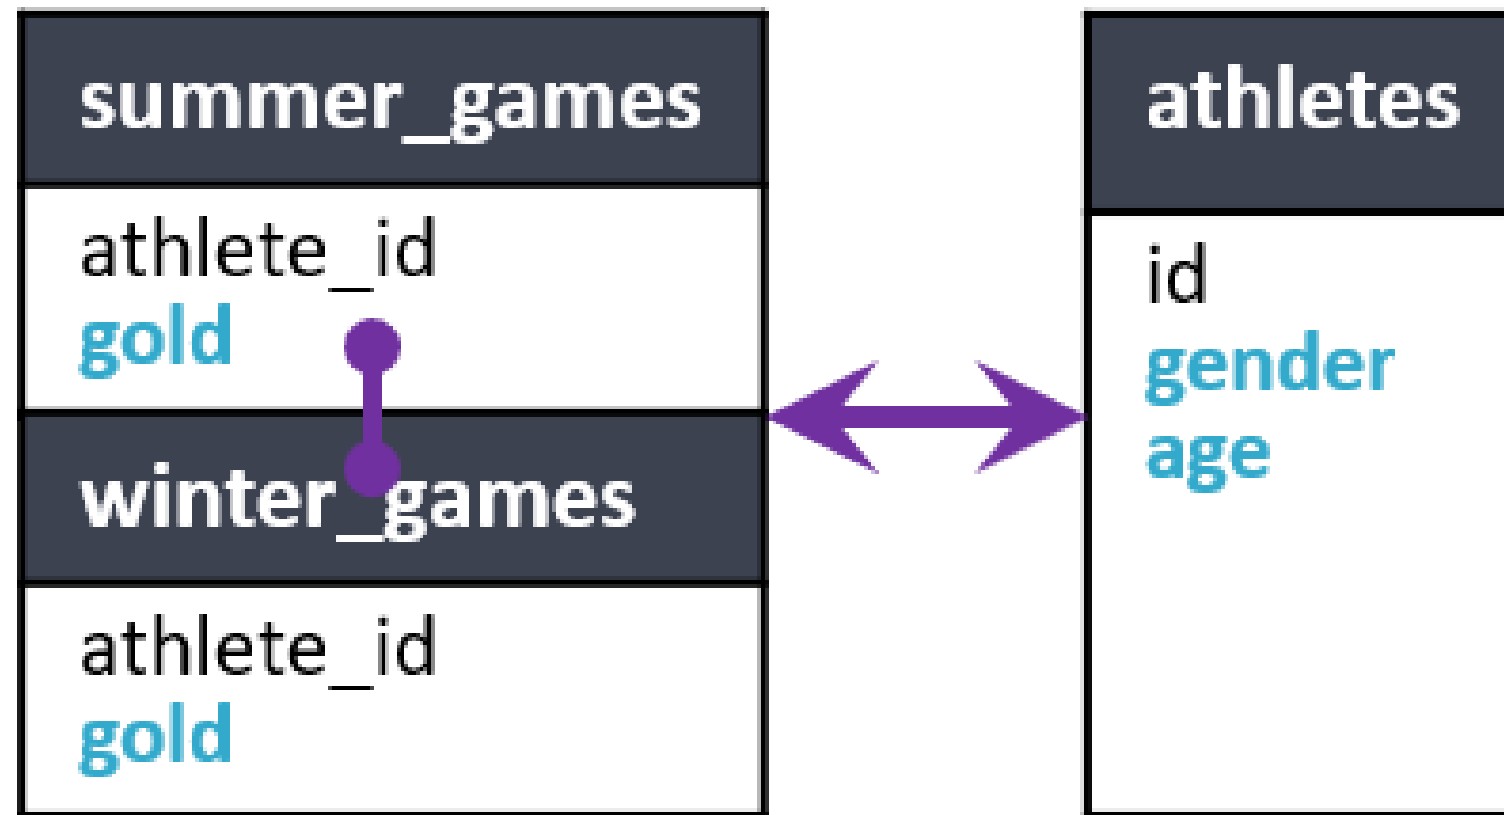 summer_games
athlete_id
gold
winter_games
athlete_id
gold
athletes
id
gender
age